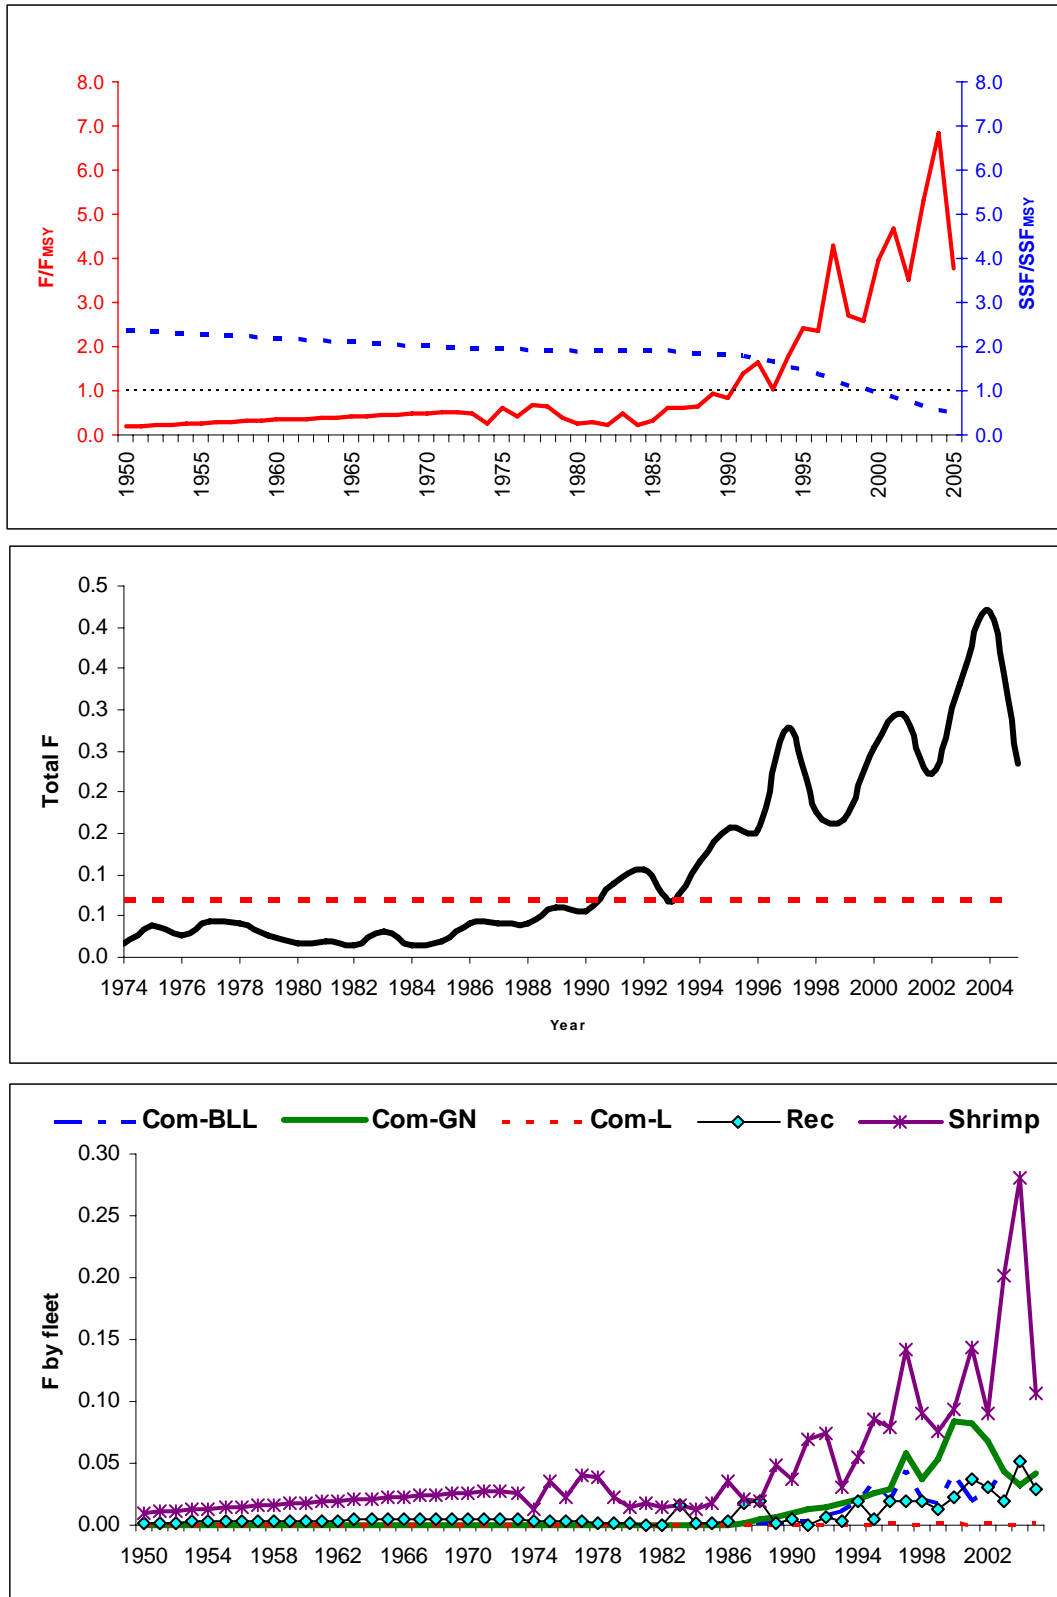 8.0 8.0
7.0 7.0
6.0 6.0
5.0 5.0
4.0 4.0
3.0 3.0
2.0 2.0
1.0 1.0
0.0 0.0
F/FMSY
SSF/SSFMSY
1950 1955 1960 1965 1970 1975 1980 1985 1990 1995 2000 2005
0.5
0.4
0.4
0.3
0.3
0.2
0.2
0.1
0.1
0.0
Total F
1974 1976 1978 1980 1982 1984 1986 1988 1990 1992 1994 1996 1998 2000 2002 2004
Year
Com-BLL Com-GN Com-L Rec Shrimp
0.30
0.25
0.20
0.15
0.10
0.05
0.00
F by fleet
1950 1954 1958 1962 1966 1970 1974 1978 1982 1986 1990 1994 1998 2002